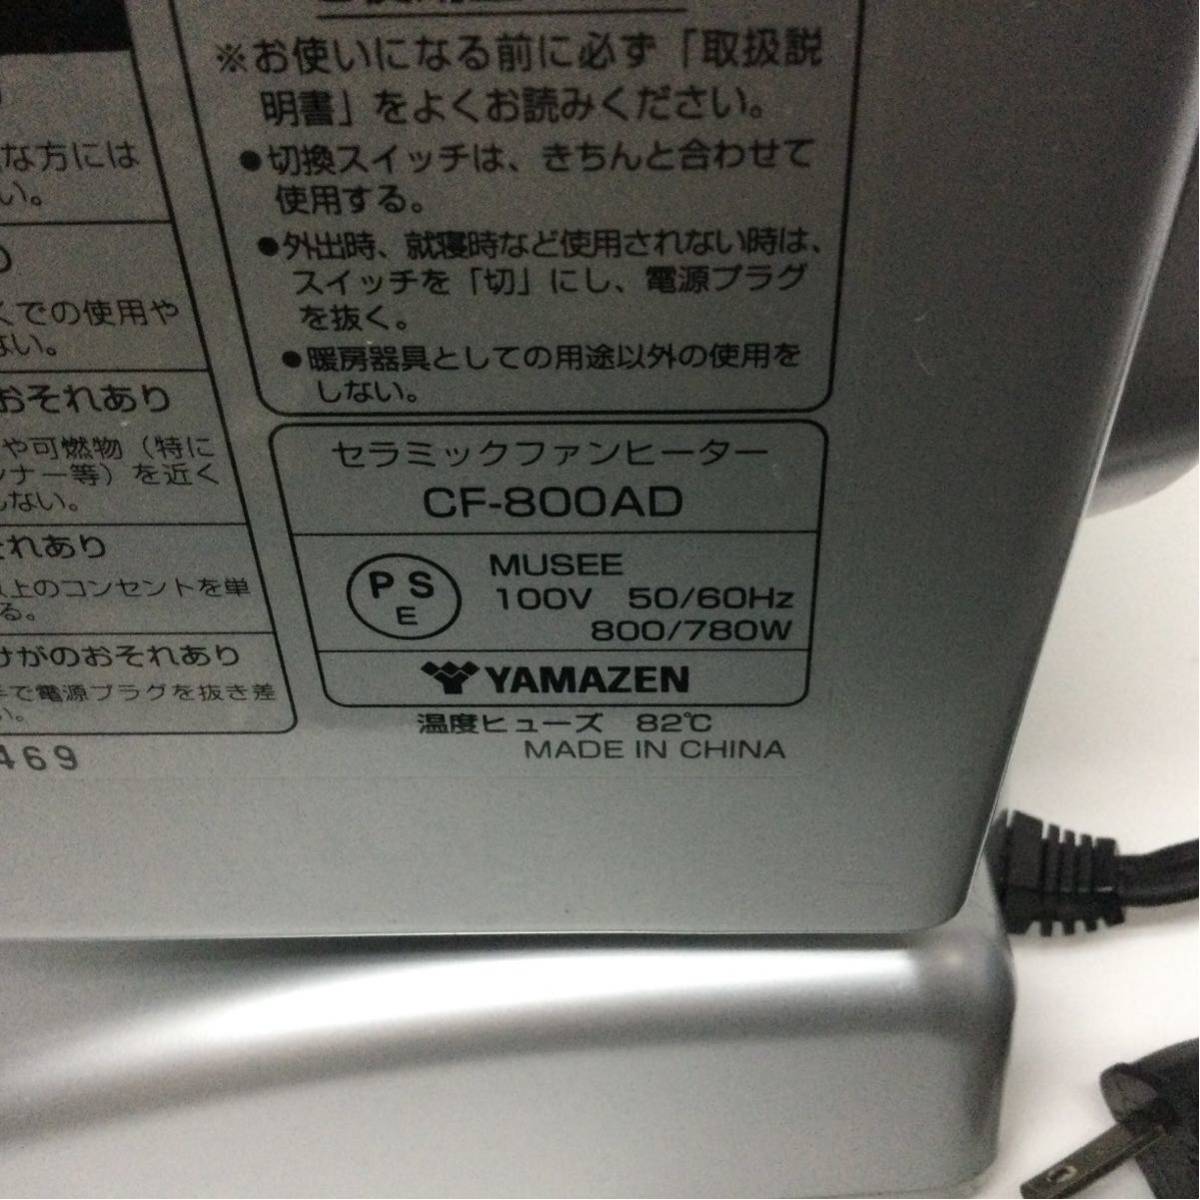 ※お使いになる前に必ず「取扱説
明書」をよくお読みください。
●切換スイッチは、きちんと合わせて
使用する。
●外出時、就寝時など使用されない時は、
スイッチを「切」にし、電源プラグ
を抜く。
●暖房器具としての用途以外の使用を
しない。
な方には
い。
くでの使用や
ない。
おそれあり
や可燃物（特に
ンナー等）を近く
しない。
それあり
以上のコンセントを単
る。
けがのおそれあり
手で電源プラグを抜き差
い。
469
セラミックファンヒーター
CF-800AD
PS
E
MUSEE
100V 50/60Hz
800/780W
YAMAZEN
温度ヒューズ 82℃
MADE IN CHINA